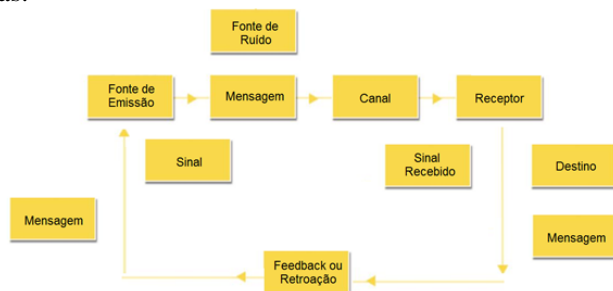 Fonte de
Ruído
Fonte de
Emissão
Mensagem
Canal
Receptor
Sinal
Sinal
Recebido
Destino
Mensagem
Mensagem
Feedback ou
Retroação